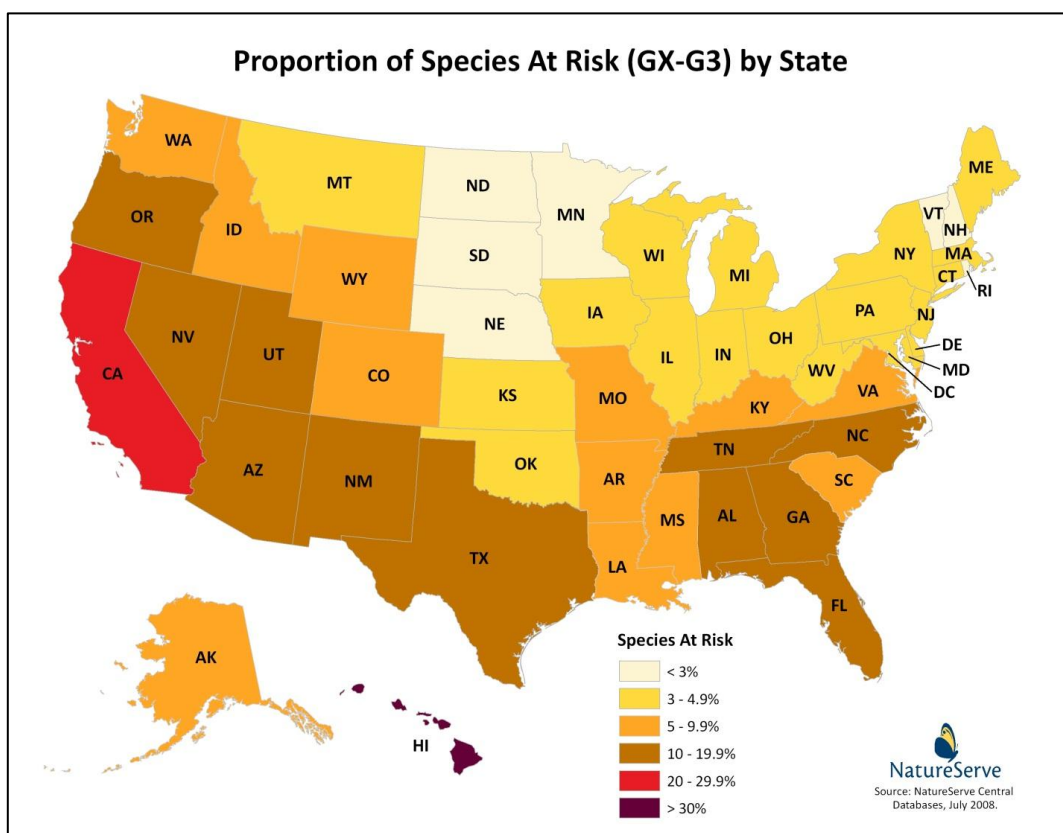 Proportion of Species At Risk (GX-G3) by State
WA
MT
ND
MN
ME
VT
NH
OR
ID
WY
SD
WI
MI
NY
MA
CT
RI
NE
IA
PA
NJ
NV
UT
CO
IL
IN
OH
DE
MD
DC
WV
CA
KS
MO
KY
VA
AZ
NM
OK
AR
TN
NC
SC
TX
LA
MS
AL
GA
FL
AK
HI
Species At Risk
< 3%
3 - 4.9%
5 - 9.9%
10 - 19.9%
20 - 29.9%
> 30%
NatureServe
Source: NatureServe Central
Databases, July 2008.